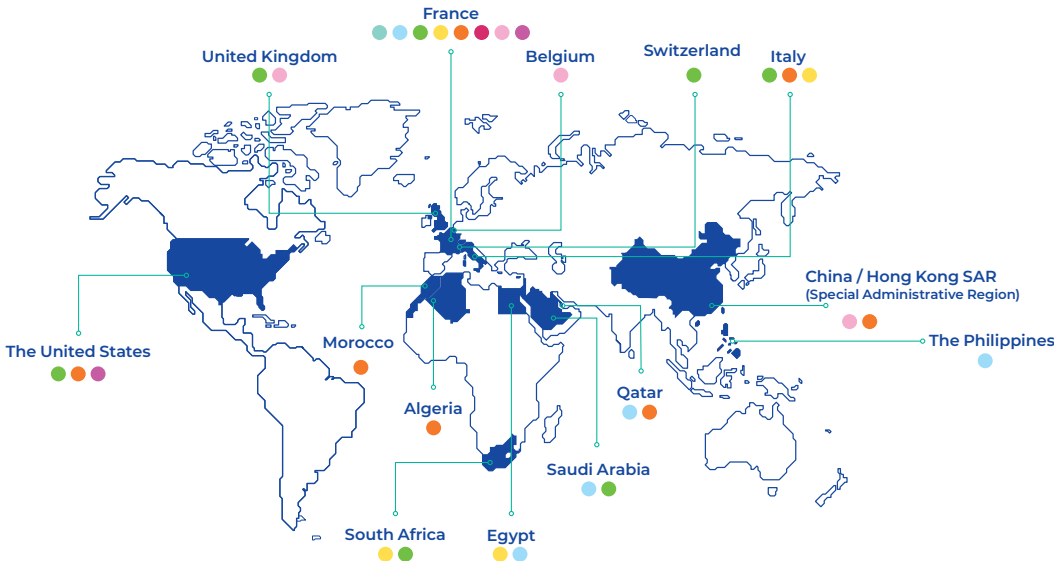 France
United Kingdom
Belgium
Switzerland
Italy
China / Hong Kong SAR
(Special Administrative Region)
The Philippines
The United States
Morocco
Algeria
Qatar
Saudi Arabia
South Africa
Egypt